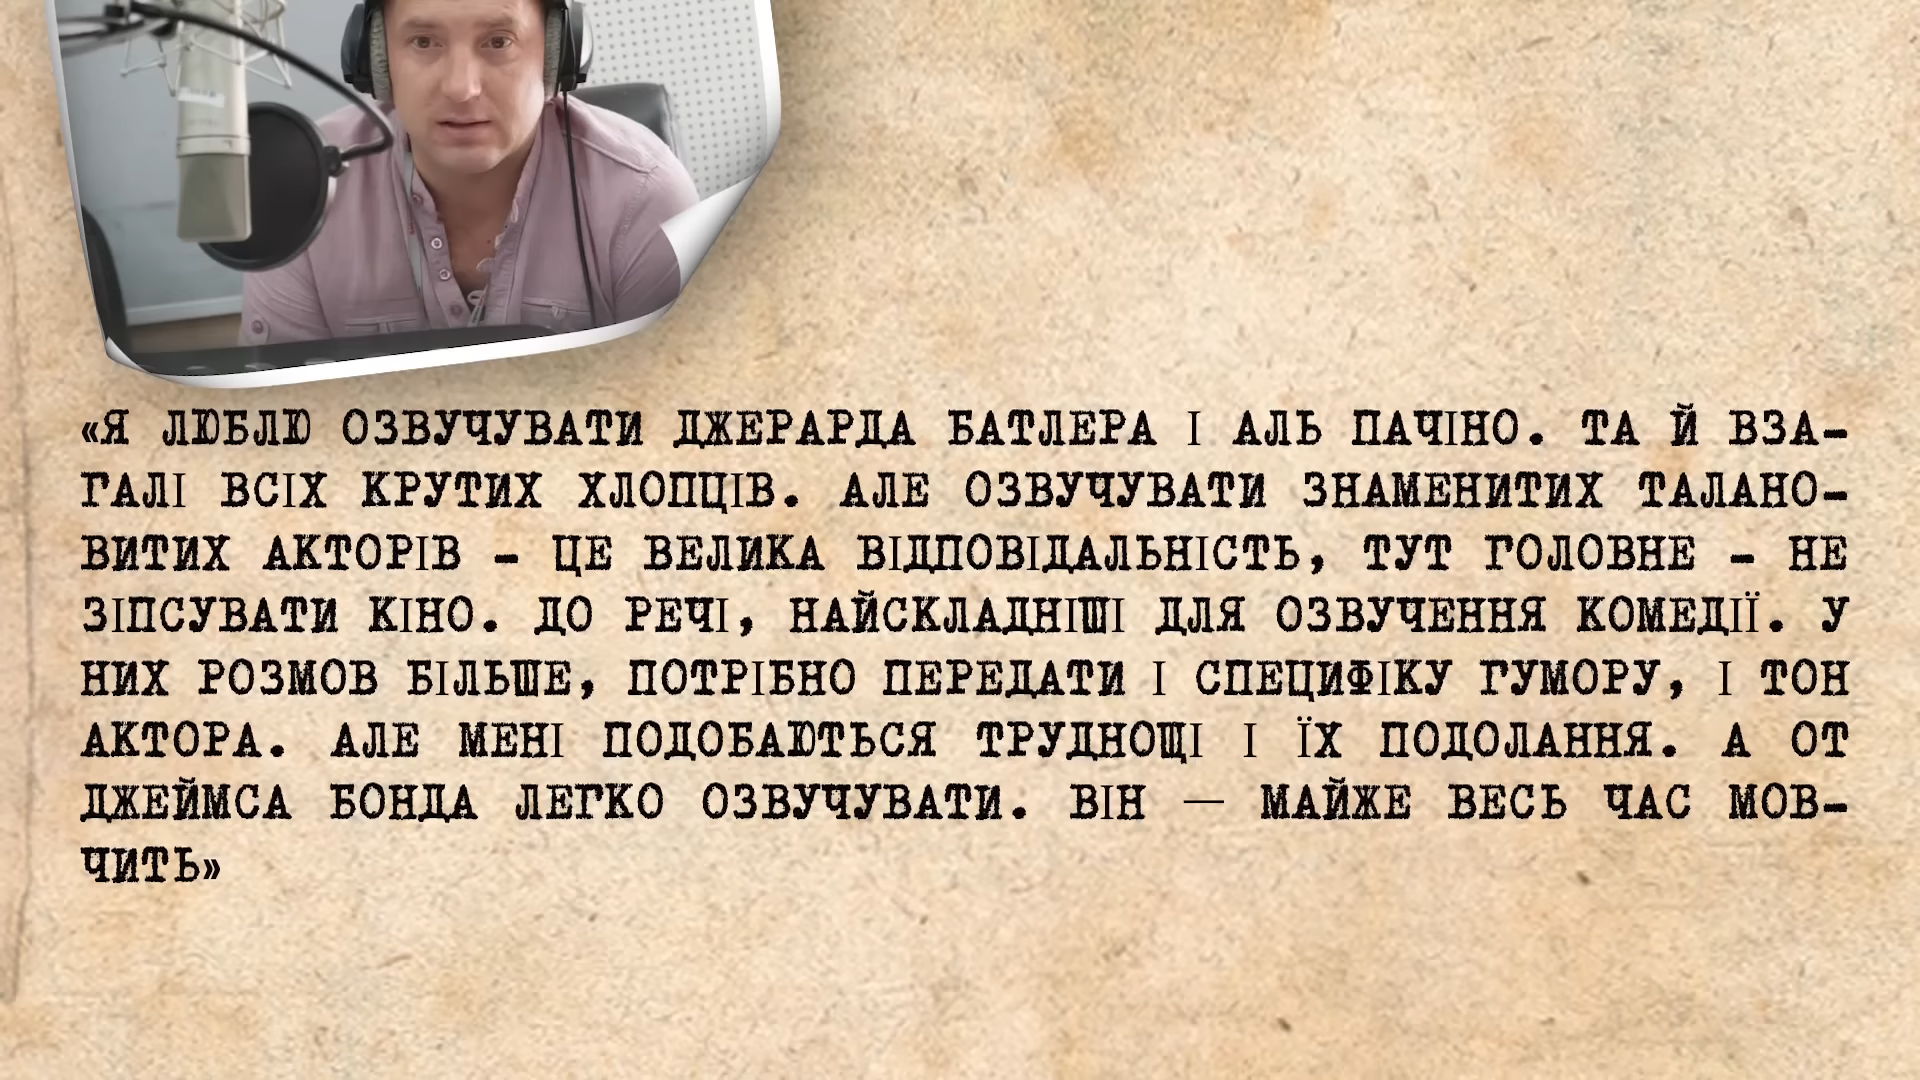 «Я ЛЮБЛЮ ОЗВУЧУВАТИ ДЖЕРАРДА БАТЛЕРА І АЛЬ ПАЧІНО. ТА Й ВЗА-
ГАЛІ ВСІХ КРУТИХ ХЛОПЦІВ. АЛЕ ОЗВУЧУВАТИ ЗНАМЕНИТИХ ТАЛАНО-
ВИТИХ АКТОРІВ - ЦЕ ВЕЛИКА ВІДПОВІДАЛЬНІСТЬ, ТУТ ГОЛОВНЕ - НЕ
ЗІПСУВАТИ КІНО. ДО РЕЧІ, НАЙСКЛАДНІШІ ДЛЯ ОЗВУЧЕННЯ КОМЕДІЇ. У
НИХ РОЗМОВ БІЛЬШЕ, ПОТРІБНО ПЕРЕДАТИ І СПЕЦИФІКУ ГУМОРУ, І ТОН
АКТОРА. АЛЕ МЕНІ ПОДОБАЮТЬСЯ ТРУДНОЩІ І ЇХ ПОДОЛАННЯ. А ОТ
ДЖЕЙМСА БОНДА ЛЕГКО ОЗВУЧУВАТИ. ВІН — МАЙЖЕ ВЕСЬ ЧАС МОВ-
ЧИТЬ»